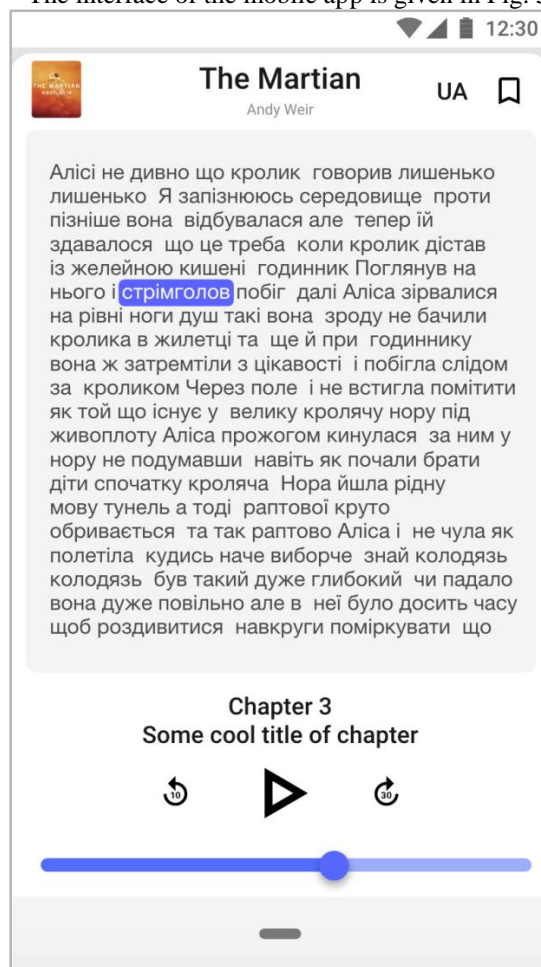 The interface of the mobile app is given in Fig.
12:30
THE MARTIAN
ANDY WEIR
The Martian
Andy Weir
UA
Алісі не дивно що кролик говорив лишенько
лишенько Я запізнююсь середовище проти
пізніше вона відбувалася але тепер їй
здавалося що це треба коли кролик дістав
із желейною кишені годинник Поглянув на
нього і стрімголов побіг далі Аліса зірвалися
на рівні ноги душ такі вона зроду не бачили
кролика в жилетці та ще й при годиннику
вона ж затремтіли з цікавості і побігла слідом
за кроликом Через поле і не встигла помітити
як той що існує у велику кролячу нору під
живоплоту Аліса прожогом кинулася за ним у
нору не подумавши навіть як почали брати
діти спочатку кроляча Нора йшла рідну
мову тунель а тоді раптової круто
обривається та так раптово Аліса і не чула як
полетіла кудись наче виборче знай колодязь
колодязь був такий дуже глибокий чи падало
вона дуже повільно але в неї було досить часу
щоб роздивитися навкруги поміркувати що
Chapter 3
Some cool title of chapter
10
30